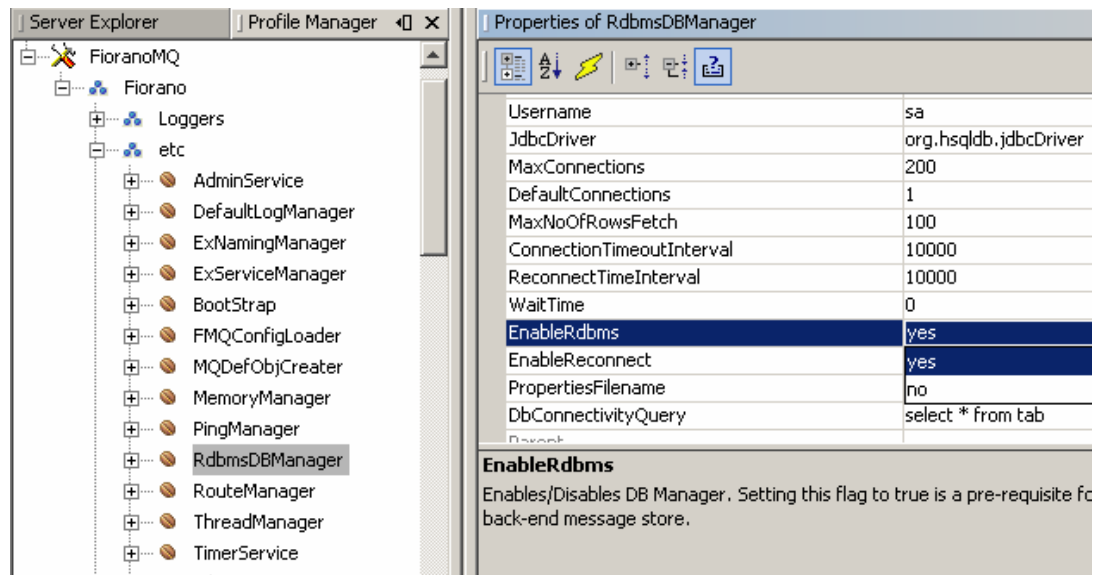 Server Explorer
Profile Manager
FioranoMQ
Fiorano
Loggers
etc
AdminService
DefaultLogManager
ExNamingManager
ExServiceManager
BootStrap
FMQConfigLoader
MQDefObjCreater
MemoryManager
PingManager
RdbmsDBManager
RouteManager
ThreadManager
TimerService
Properties of RdbmsDBManager
Username sa
JdbcDriver org.hsqldb.jdbcDriver
MaxConnections 200
DefaultConnections 1
MaxNoOfRowsFetch 100
ConnectionTimeoutInterval 10000
ReconnectTimeInterval 10000
WaitTime 0
EnableRdbms yes
EnableReconnect yes
PropertiesFilename no
DbConnectivityQuery select * from tab
EnableRdbms
Enables/Disables DB Manager. Setting this flag to true is a pre-requisite
back-end message store.